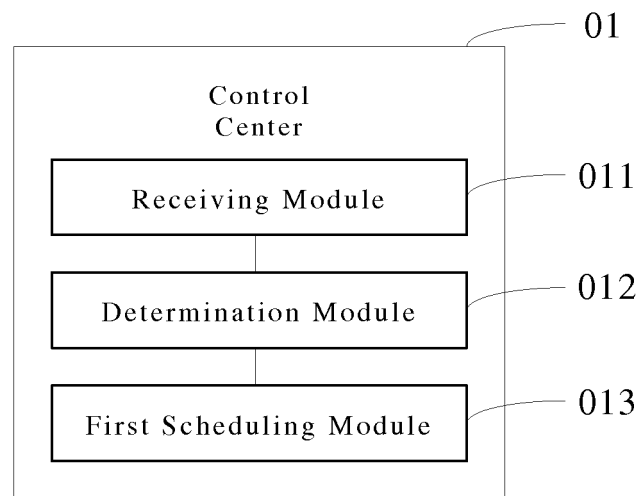 01
Control
Center
Receiving Module
011
Determination Module
012
First Scheduling Module
013